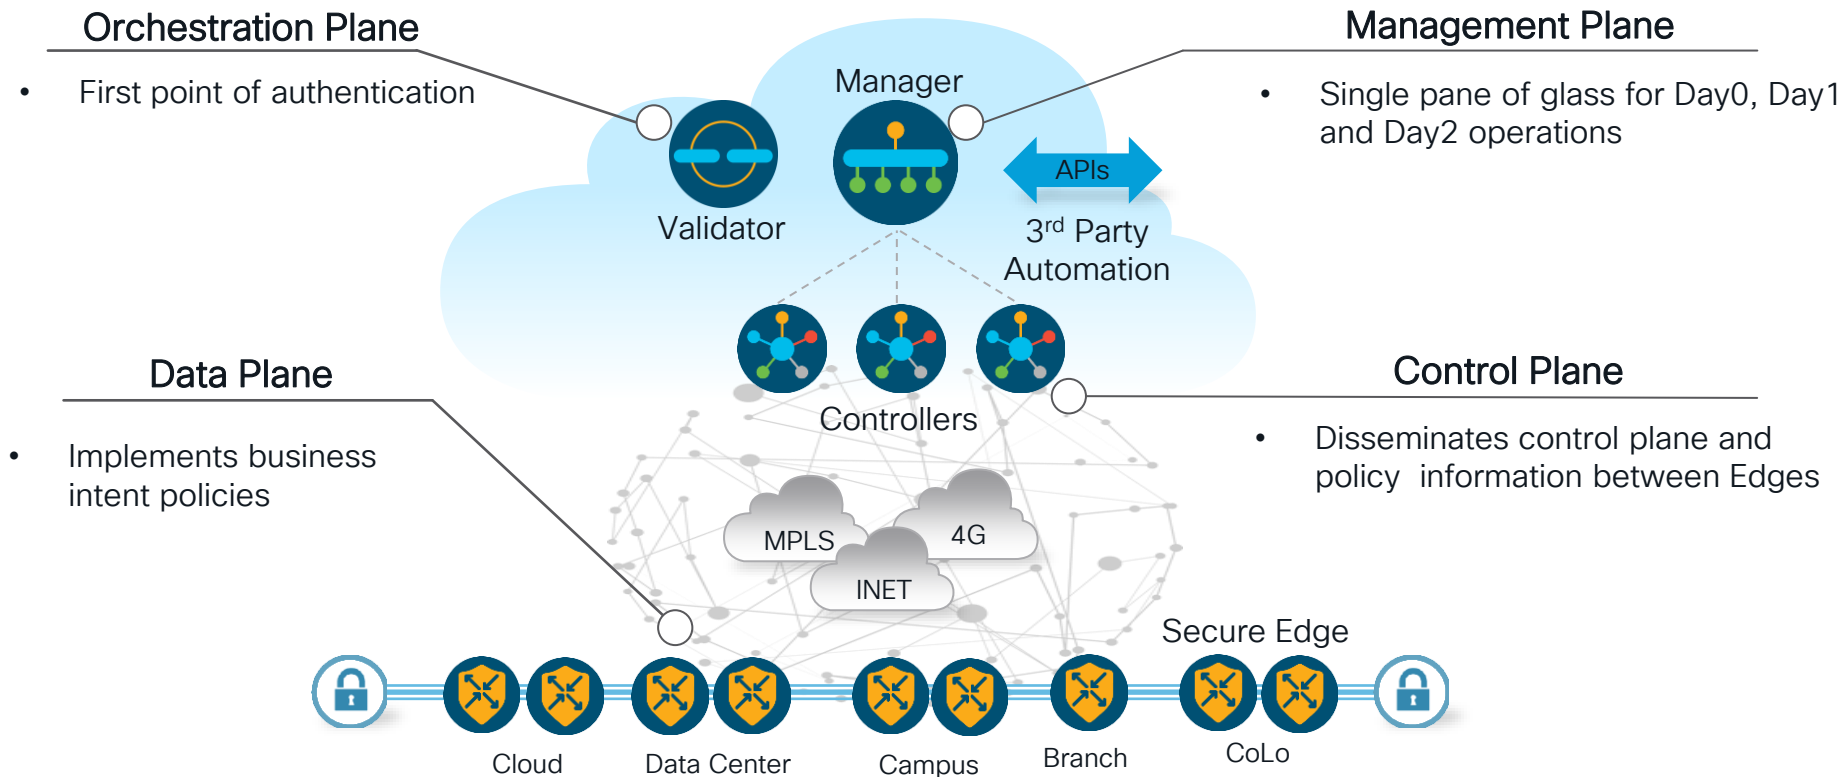 Orchestration Plane
• First point of authentication
Management Plane
• Single pane of glass for Day0, Day1
and Day2 operations
Manager
Validator
APIs
3rd Party
Automation
Controllers
Data Plane
• Implements business
intent policies
Control Plane
• Disseminates control plane and
policy  information between Edges
MPLS
4G
INET
Secure Edge
Cloud
Data Center
Campus
Branch
CoLo